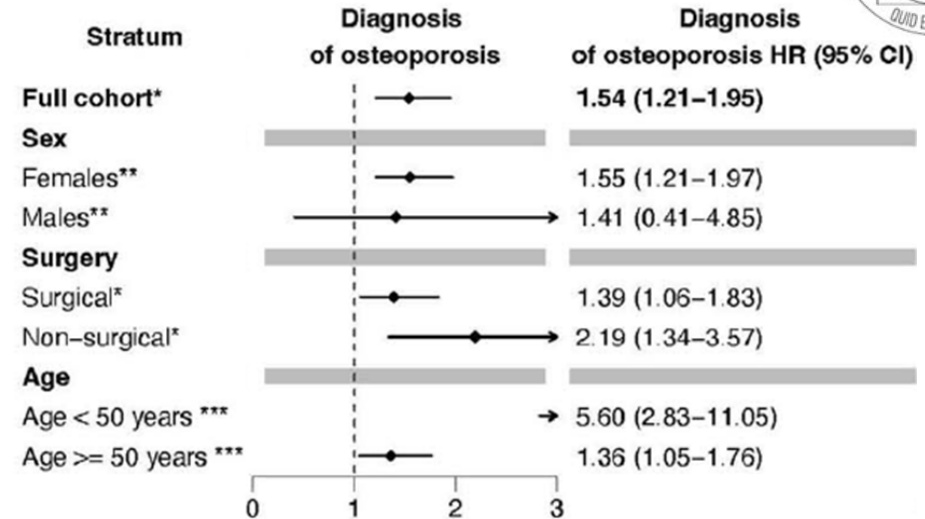 Stratum
Diagnosis
of osteoporosis
Diagnosis
of osteoporosis HR (95% CI)
QUID
Full cohort*
1.54 (1.21–1.95)
Sex
Females**
1.55 (1.21–1.97)
Males**
1.41 (0.41–4.85)
Surgery
Surgical*
1.39 (1.06–1.83)
Non–surgical*
2.19 (1.34–3.57)
Age
Age < 50 years ***
5.60 (2.83–11.05)
Age >= 50 years ***
1.36 (1.05–1.76)
0 1 2 3